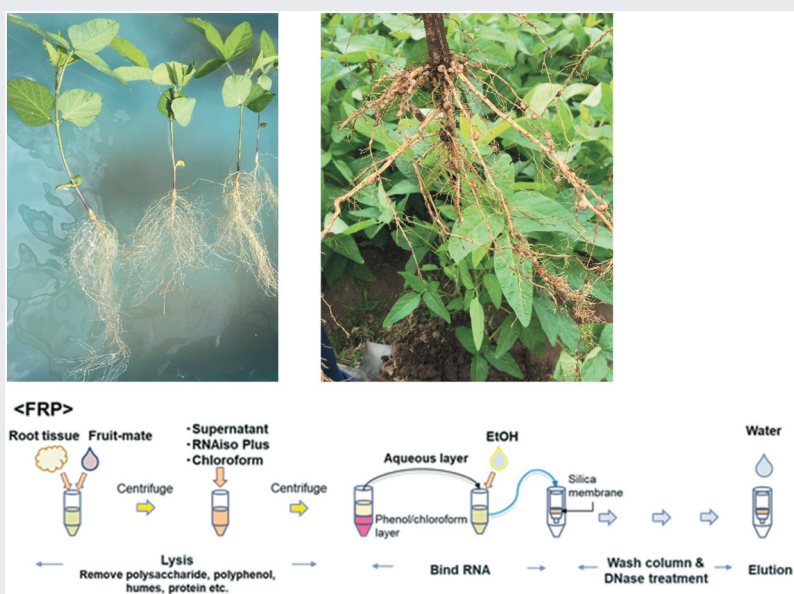 <FRP>
Root tissue
Fruit-mate
Centrifuge
・Supernatant
・RNAiso Plus
・Chloroform
Centrifuge
Aqueous layer
Phenol/chloroform
layer
EtOH
Silica
membrane
Water
Lysis
Remove polysaccharide, polyphenol,
humes, protein etc.
Bind RNA
Wash column &
DNase treatment
Elution